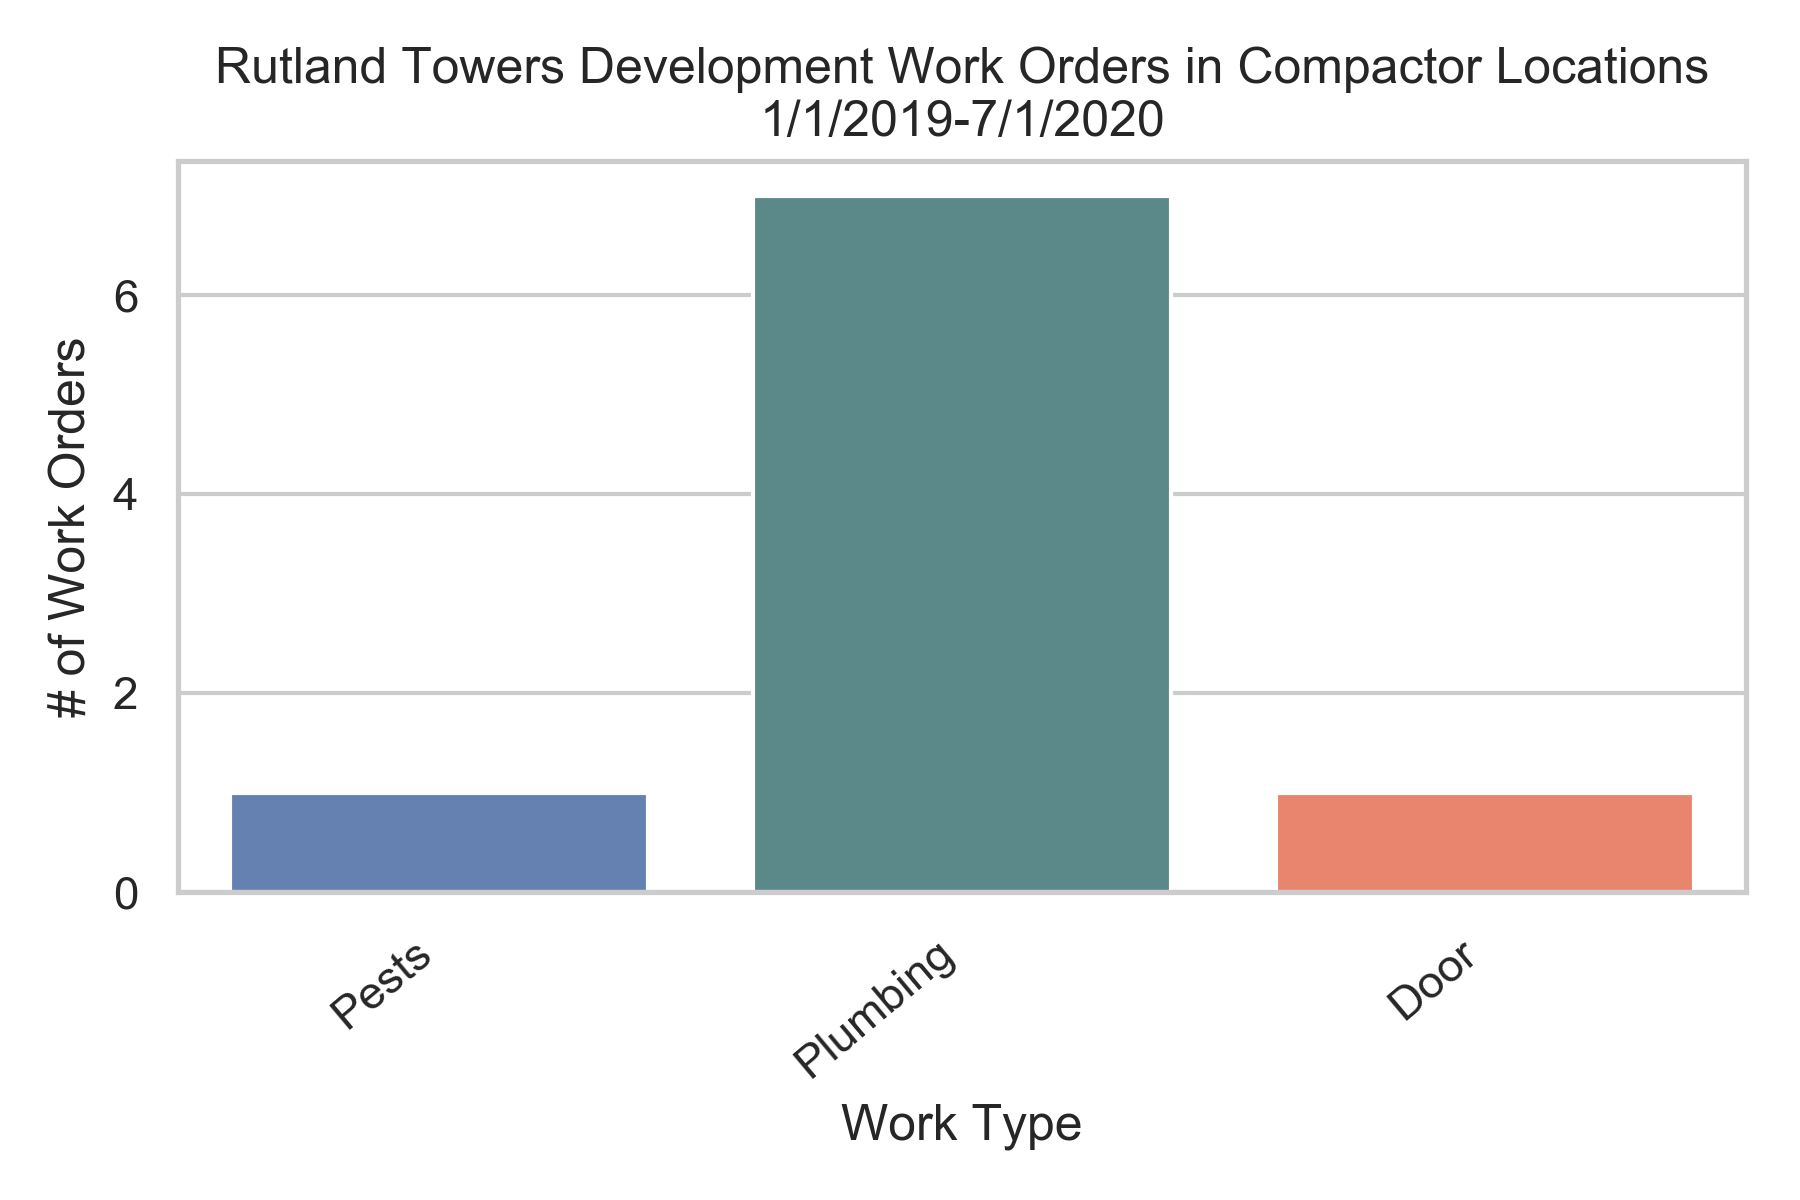 Rutland Towers Development Work Orders in Compactor Locations
1/1/2019-7/1/2020
# of Work Orders
6
4
2
0
Pests
Plumbing
Door
Work Type